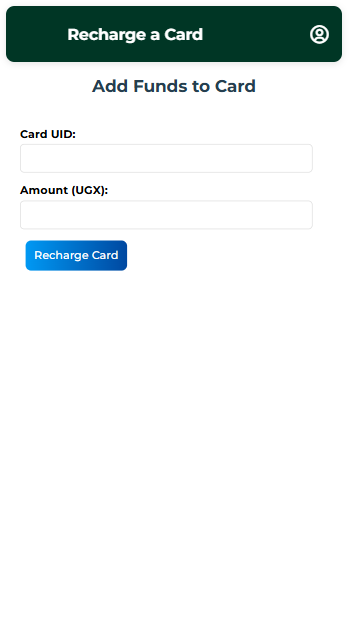 Recharge a Card
Add Funds to Card
Card UID:
Amount (UGX):
Recharge Card